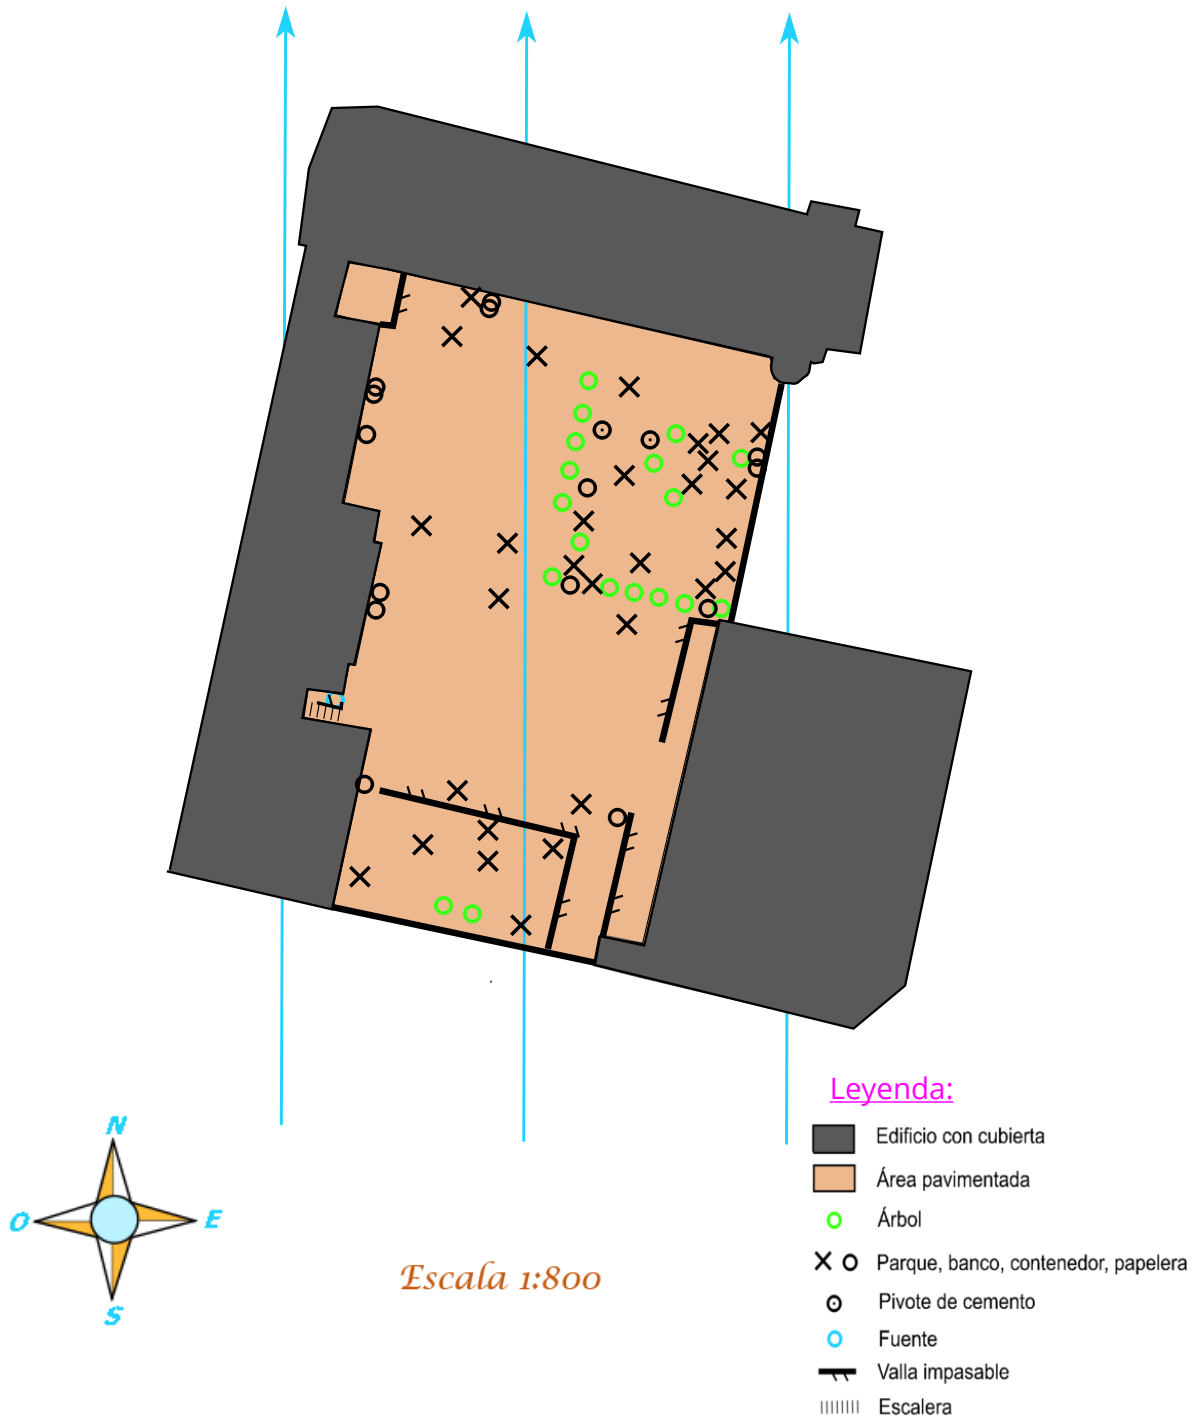 Leyenda:
N
Edificio con cubierta
Área pavimentada
O
E
Árbol
Parque, banco, contenedor, papelera
Escala 1:800
Pivote de cemento
S
Fuente
Valla impasable
Escalera